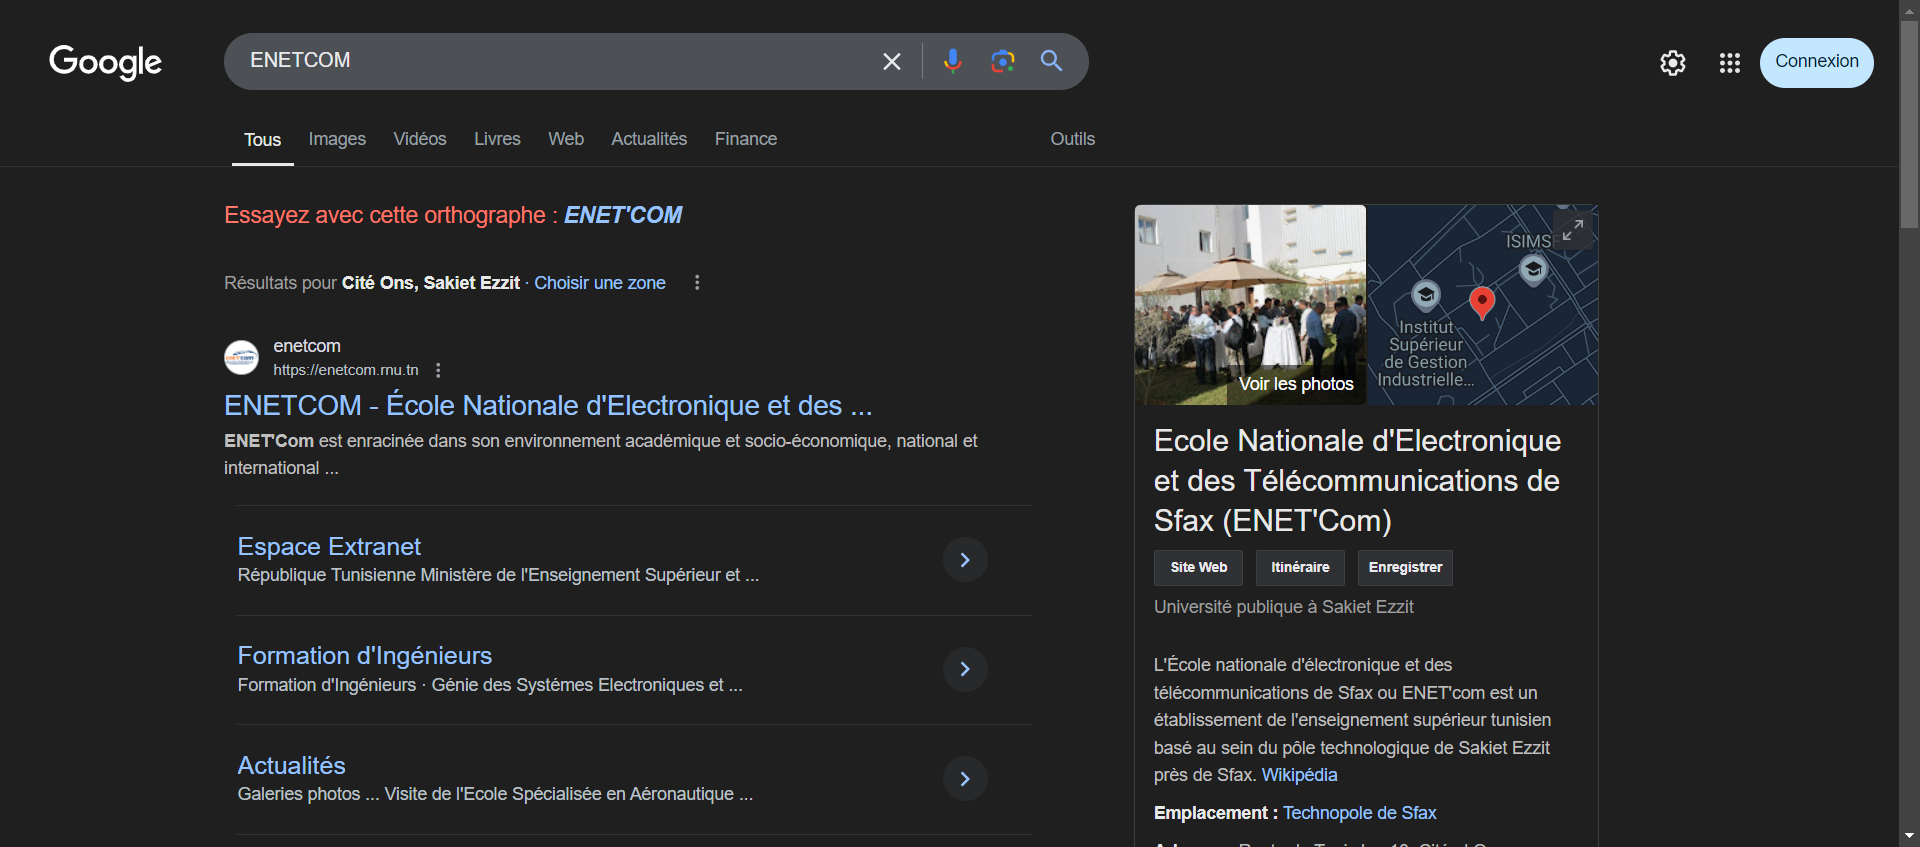 Google
ENETCOM
Connexion
Tous
Images
Vidéos
Livres
Web
Actualités
Finance
Outils
Essayez avec cette orthographe : ENET'COM
Résultats pour Cité Ons, Sakiet Ezzit · Choisir une zone
enetcom
https://enetcom.rnu.tn
ENETCOM - École Nationale d'Electronique et des ...
ENET'Com est enracinée dans son environnement académique et socio-économique, national et
international ...
Espace Extranet
République Tunisienne Ministère de l'Enseignement Supérieur et ...
Formation d'Ingénieurs
Formation d'Ingénieurs · Génie des Systémes Electroniques et ...
Actualités
Galeries photos ... Visite de l'Ecole Spécialisée en Aéronautique ...
Voir les photos
ISIMS
Institut
Supérieur
de Gestion
Industrielle...
Ecole Nationale d'Electronique
et des Télécommunications de
Sfax (ENET'Com)
Site Web
Itinéraire
Enregistrer
Université publique à Sakiet Ezzit
L'École nationale d'électronique et des
télécommunications de Sfax ou ENET'com est un
établissement de l'enseignement supérieur tunisien
basé au sein du pôle technologique de Sakiet Ezzit
près de Sfax. Wikipédia
Emplacement : Technopole de Sfax